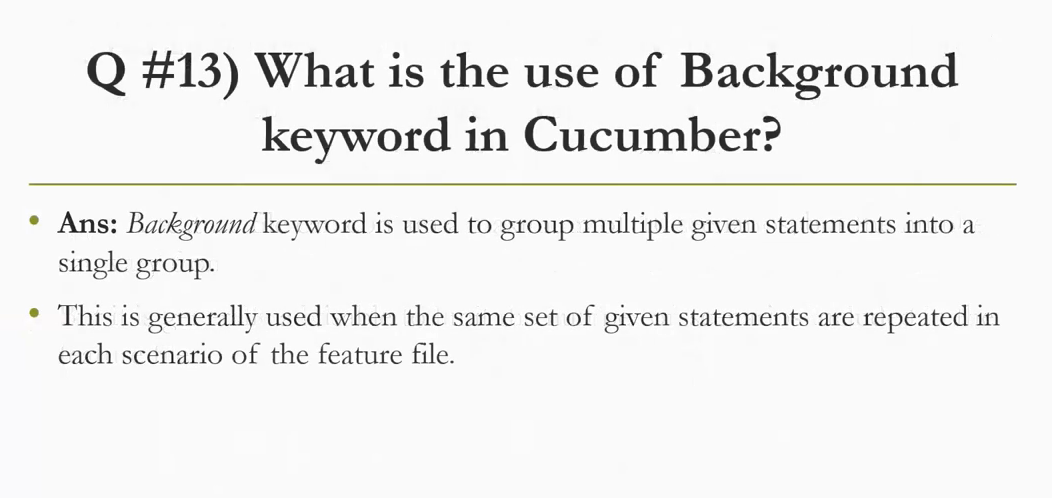 Q #13) What is the use of Background
keyword in Cucumber?
• Ans: Background keyword is used to group multiple given statements into a
single group.
• This is generally used when the same set of given statements are repeated in
each scenario of the feature file.